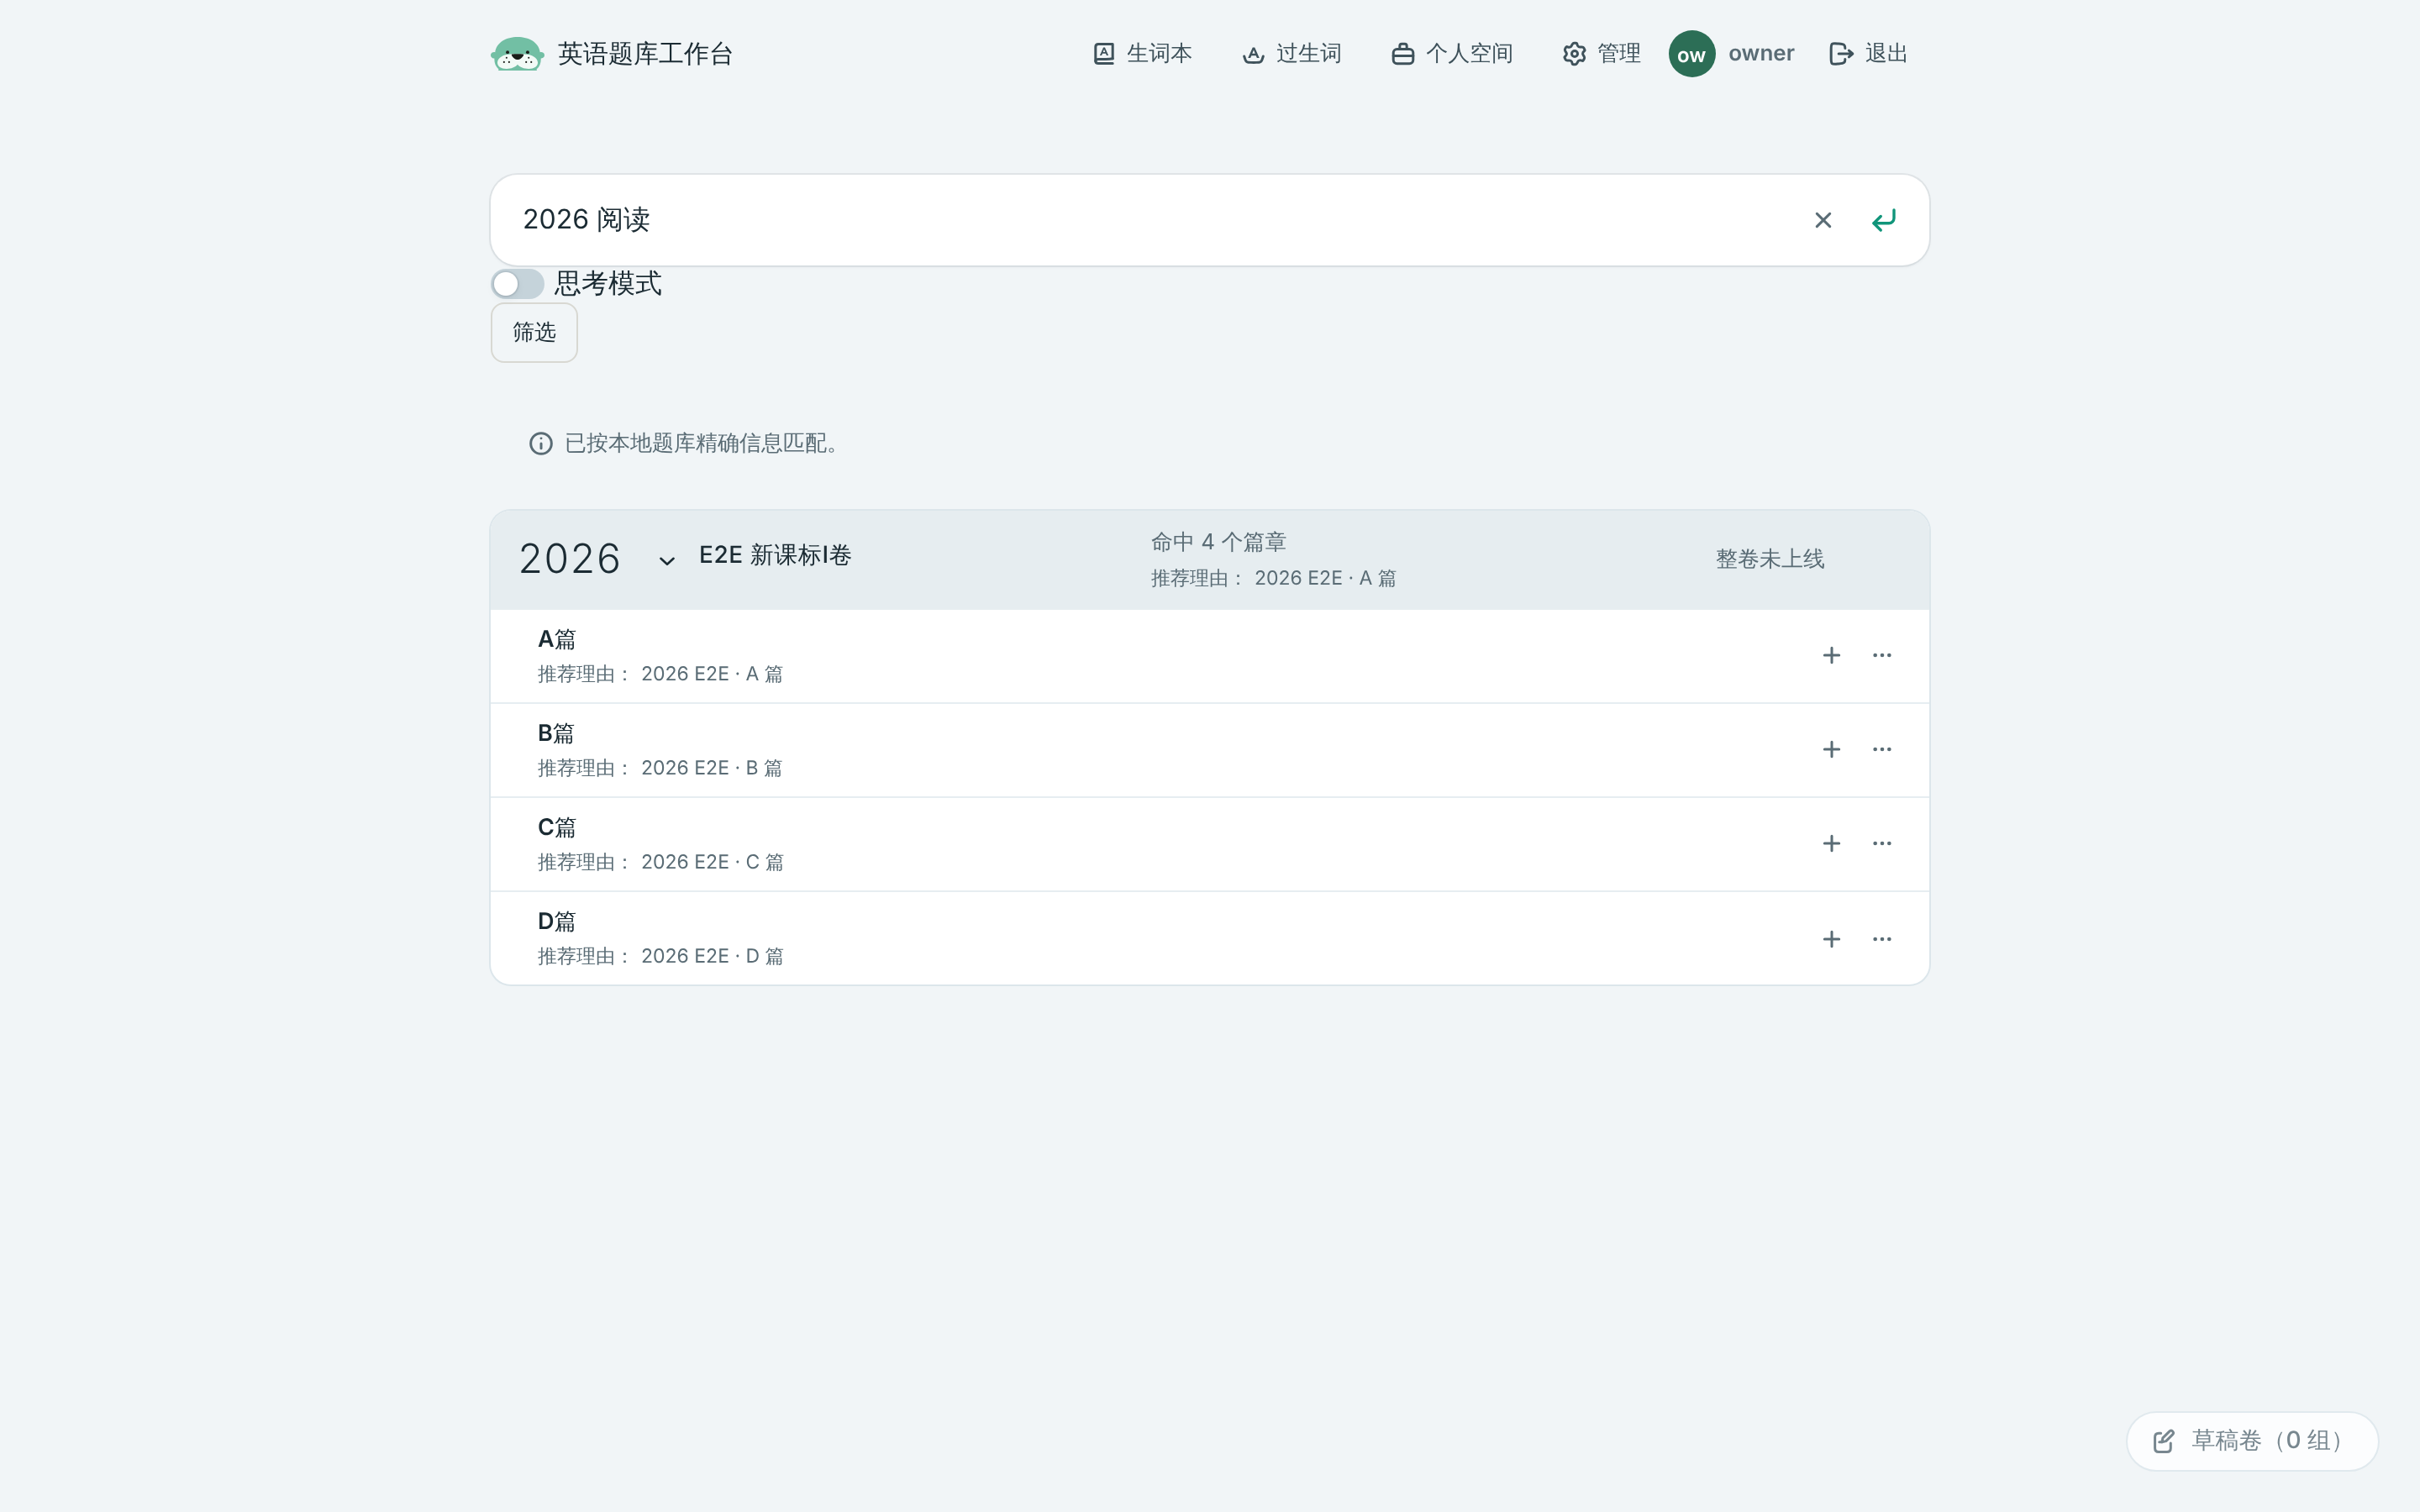 英语题库工作台
生词本
过生词
个人空间
管理
ow
owner
退出
2026 阅读
思考模式
筛选
已按本地题库精确信息匹配。
2026
E2E 新课标I卷
命中 4 个篇章
推荐理由： 2026 E2E · A 篇
整卷未上线
A篇
推荐理由： 2026 E2E · A 篇
B篇
推荐理由： 2026 E2E · B 篇
C篇
推荐理由： 2026 E2E · C 篇
D篇
推荐理由： 2026 E2E · D 篇
草稿卷（0 组）